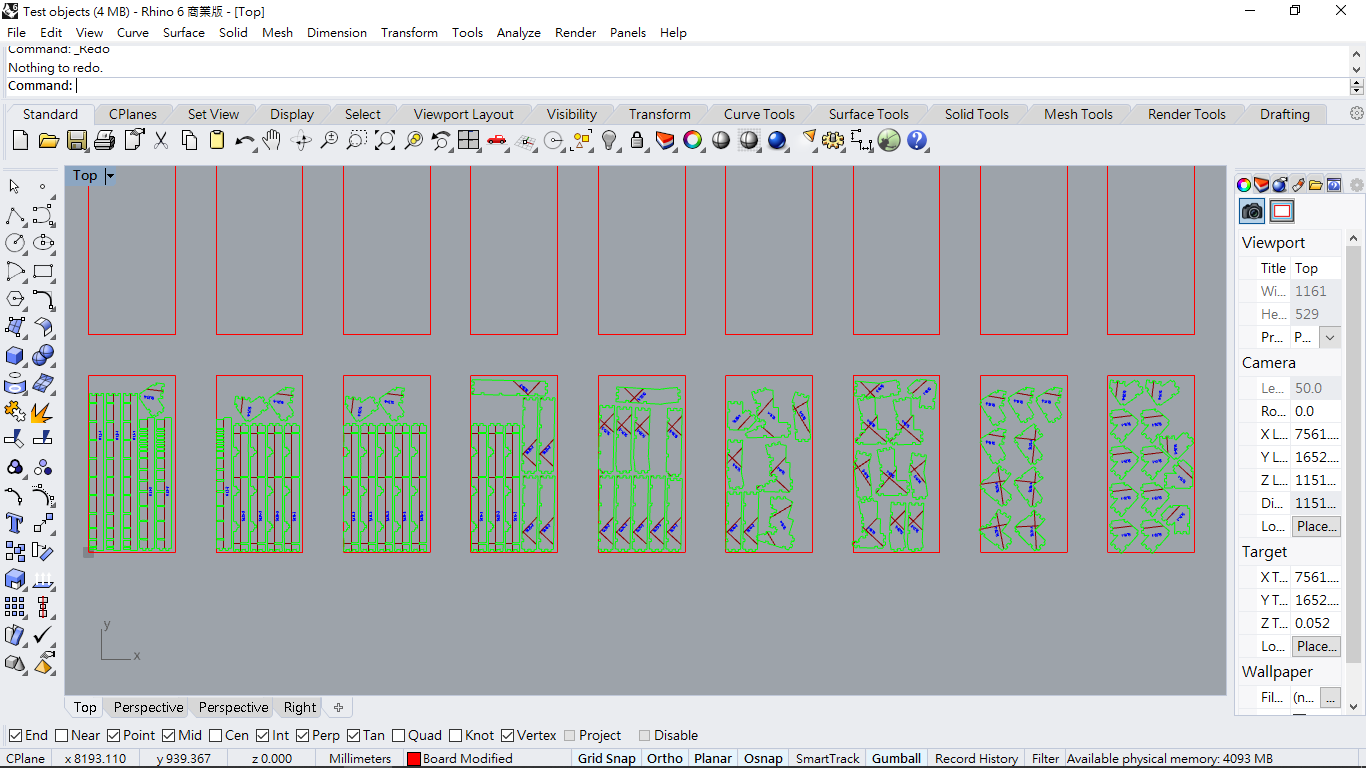 Test objects (4 MB) - Rhino 6 商業版 - [Top]
File Edit View Curve Surface Solid Mesh Dimension Transform Tools Analyze Render Panels Help
Command: _Redo
Nothing to redo.
Command:
Standard CPlanes Set View Display Select Viewport Layout Visibility Transform Curve Tools Surface Tools Solid Tools Mesh Tools Render Tools Drafting
Top
Viewport
Title Top
Wi... 1161
He... 529
Pr... P...
Camera
Le... 50.0
Ro... 0.0
X L... 7561....
Y L... 1652....
Z L... 1151....
Di... 1151....
Lo... Place...
Target
X T... 7561....
Y T... 1652....
Z T... 0.052
Lo... Place...
Wallpaper
Fil... (n... ...
y
x
Top Perspective Perspective Right
End Near Point Mid Cen Int Perp Tan Quad Knot Vertex Project Disable
CPlane x 8193.110 y 939.367 z 0.000 Millimeters Board Modified Grid Snap Ortho Planar Osnap SmartTrack Gumball Record History Filter Available physical memory: 4093 MB